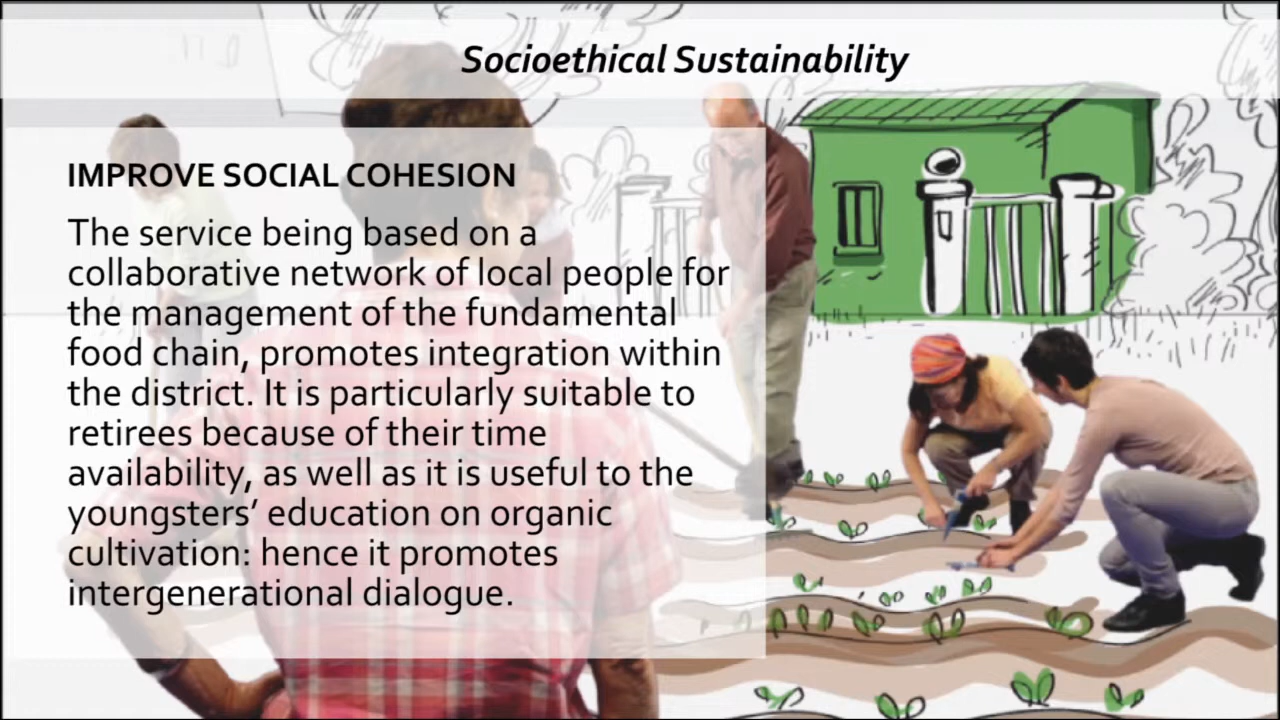 Socioethical Sustainability
IMPROVE SOCIAL COHESION
The service being based on a
collaborative network of local people for
the management of the fundamental
food chain, promotes integration within
the district. It is particularly suitable to
retirees because of their time
availability, as well as it is useful to the
youngsters’ education on organic
cultivation: hence it promotes
intergenerational dialogue.